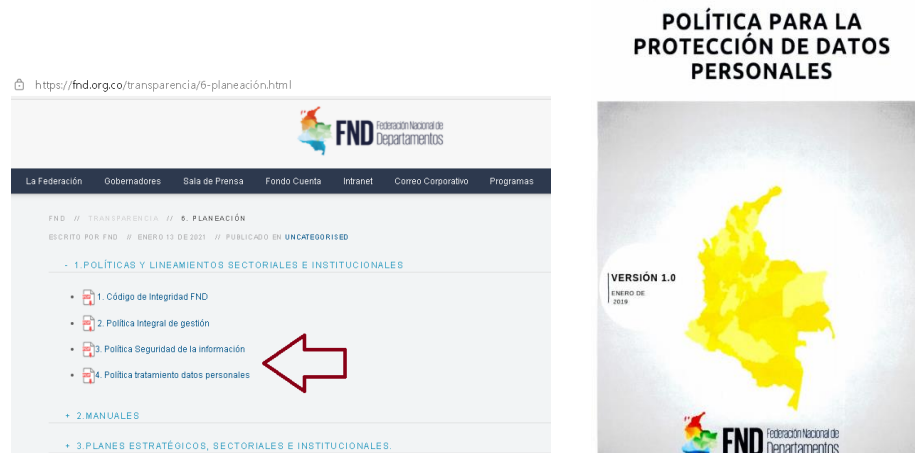 https://fnd.org.co/transparencia/6-planeación.html
FND Federación Nacional de
Departamentos
La Federación Gobernadores Sala de Prensa Fondo Cuenta Intranet Correo Corporativo Programas
FND // TRANSPARENCIA // 6. PLANEACIÓN
ESCRITO POR FND // ENERO 13 DE 2021 // PUBLICADO EN UNCATEGORISED
- 1.POLÍTICAS Y LINEAMIENTOS SECTORIALES E INSTITUCIONALES
1. Código de Integridad FND
2. Política Integral de gestión
3. Política Seguridad de la información
4. Política tratamiento datos personales
+ 2.MANUALES
+ 3.PLANES ESTRATÉGICOS, SECTORIALES E INSTITUCIONALES.
POLÍTICA PARA LA
PROTECCIÓN DE DATOS
PERSONALES
VERSIÓN 1.0
ENERO DE
2019
FND Federación Nacional de
Departamentos